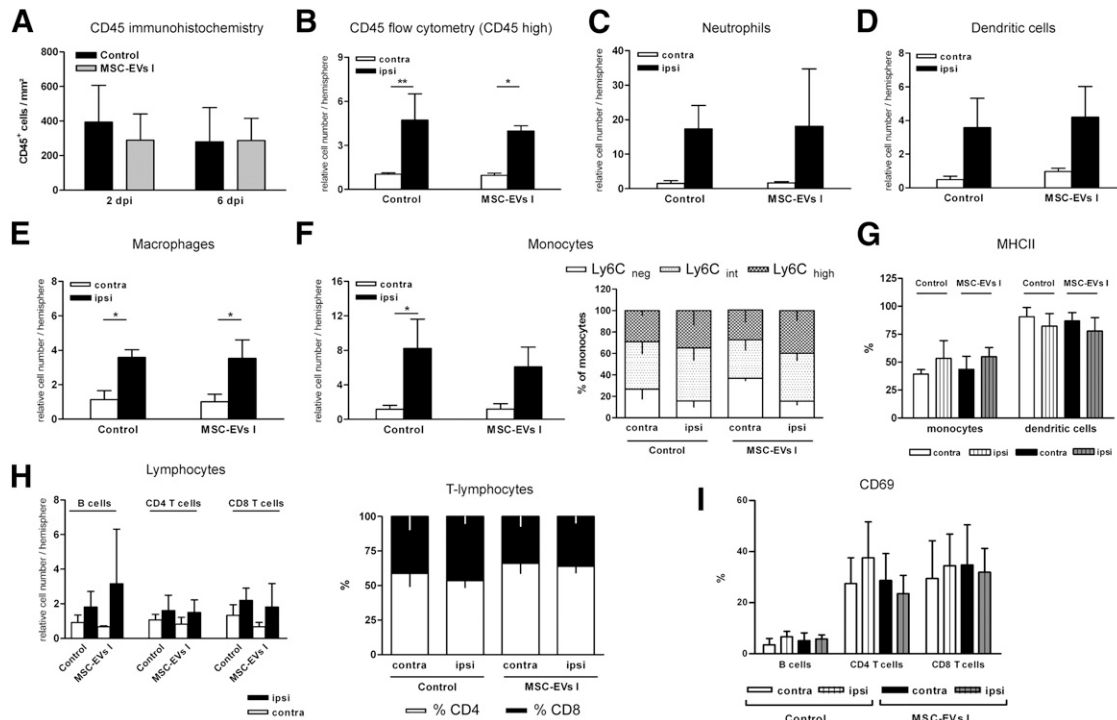 A
CD45 immunohistochemistry
Control
MSC-EVs I
CD45+ cells / mm²
800
600
400
200
0
2 dpi
6 dpi
B
CD45 flow cytometry (CD45 high)
contra
ipsi
relative cell number / hemisphere
9
6
3
0
**
*
Control
MSC-EVs I
C
Neutrophils
contra
ipsi
relative cell number / hemisphere
40
30
20
10
0
Control
MSC-EVs I
D
Dendritic cells
contra
ipsi
relative cell number / hemisphere
8
6
4
2
0
Control
MSC-EVs I
E
Macrophages
contra
ipsi
relative cell number / hemisphere
8
6
4
2
0
*
*
Control
MSC-EVs I
F
Monocytes
contra
ipsi
relative cell number / hemisphere
16
12
8
4
0
*
Control
MSC-EVs I
Ly6C neg
Ly6C int
Ly6C high
% of monocytes
120
100
80
60
40
20
0
contra
ipsi
contra
ipsi
Control
MSC-EVs I
G
MHCII
Control
MSC-EVs I
Control
MSC-EVs I
%
125
100
75
50
25
0
monocytes
dendritic cells
contra
ipsi
contra
ipsi
H
Lymphocytes
B cells
CD4 T cells
CD8 T cells
relative cell number / hemisphere
8
6
4
2
0
Control
MSC-EVs I
Control
MSC-EVs I
Control
MSC-EVs I
ipsi
contra
T-lymphocytes
%
100
75
50
25
0
contra
ipsi
contra
ipsi
Control
MSC-EVs I
% CD4
% CD8
I
CD69
%
60
40
20
0
B cells
CD4 T cells
CD8 T cells
contra
ipsi
contra
ipsi
Control
MSC-EVs I